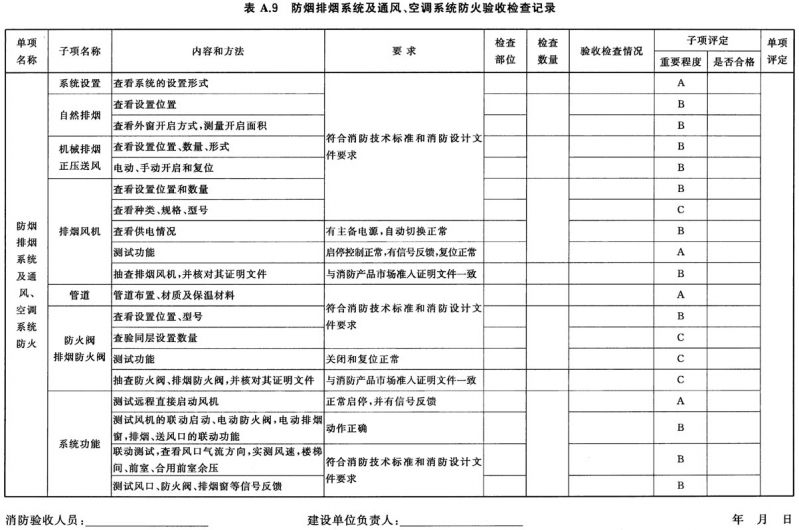 表 A.9 防烟排烟系统及通风、空调系统防火验收检查记录
单项名称 子项名称 内容和方法 要 求 检查部位 检查数量 验收检查情况 子项评定 单项评定
重要程度 是否合格
防烟排烟系统及通风、空调系统防火
系统设置 查看系统的设置形式 A
自然排烟 查看设置位置 B
查看外窗开启方式,测量开启面积 B
符合消防技术标准和消防设计文件要求
机械排烟正压送风 查看设置位置、数量、形式 B
电动、手动开启和复位 B
排烟风机 查看设置位置和数量 B
查看种类、规格、型号 C
查看供电情况 有主备电源,自动切换正常 B
测试功能 启停控制正常,有信号反馈,复位正常 A
抽查排烟风机,并核对其证明文件 与消防产品市场准入证明文件一致 B
管道 管道布置、材质及保温材料 A
符合消防技术标准和消防设计文件要求
防火阀排烟防火阀 查看设置位置、型号 B
查验同层设置数量 C
测试功能 关闭和复位正常 C
抽查防火阀、排烟防火阀,并核对其证明文件 与消防产品市场准入证明文件一致 C
系统功能 测试远程直接启动风机 正常启停,并有信号反馈 A
测试风机的联动启动、电动防火阀,电动排烟窗,排烟、送风口的联动功能 动作正确 B
联动测试,查看风口气流方向,实测风速,楼梯间、前室、合用前室余压 B
符合消防技术标准和消防设计文件要求
测试风口、防火阀、排烟窗等信号反馈 B
消防验收人员: 建设单位负责人: 年 月 日